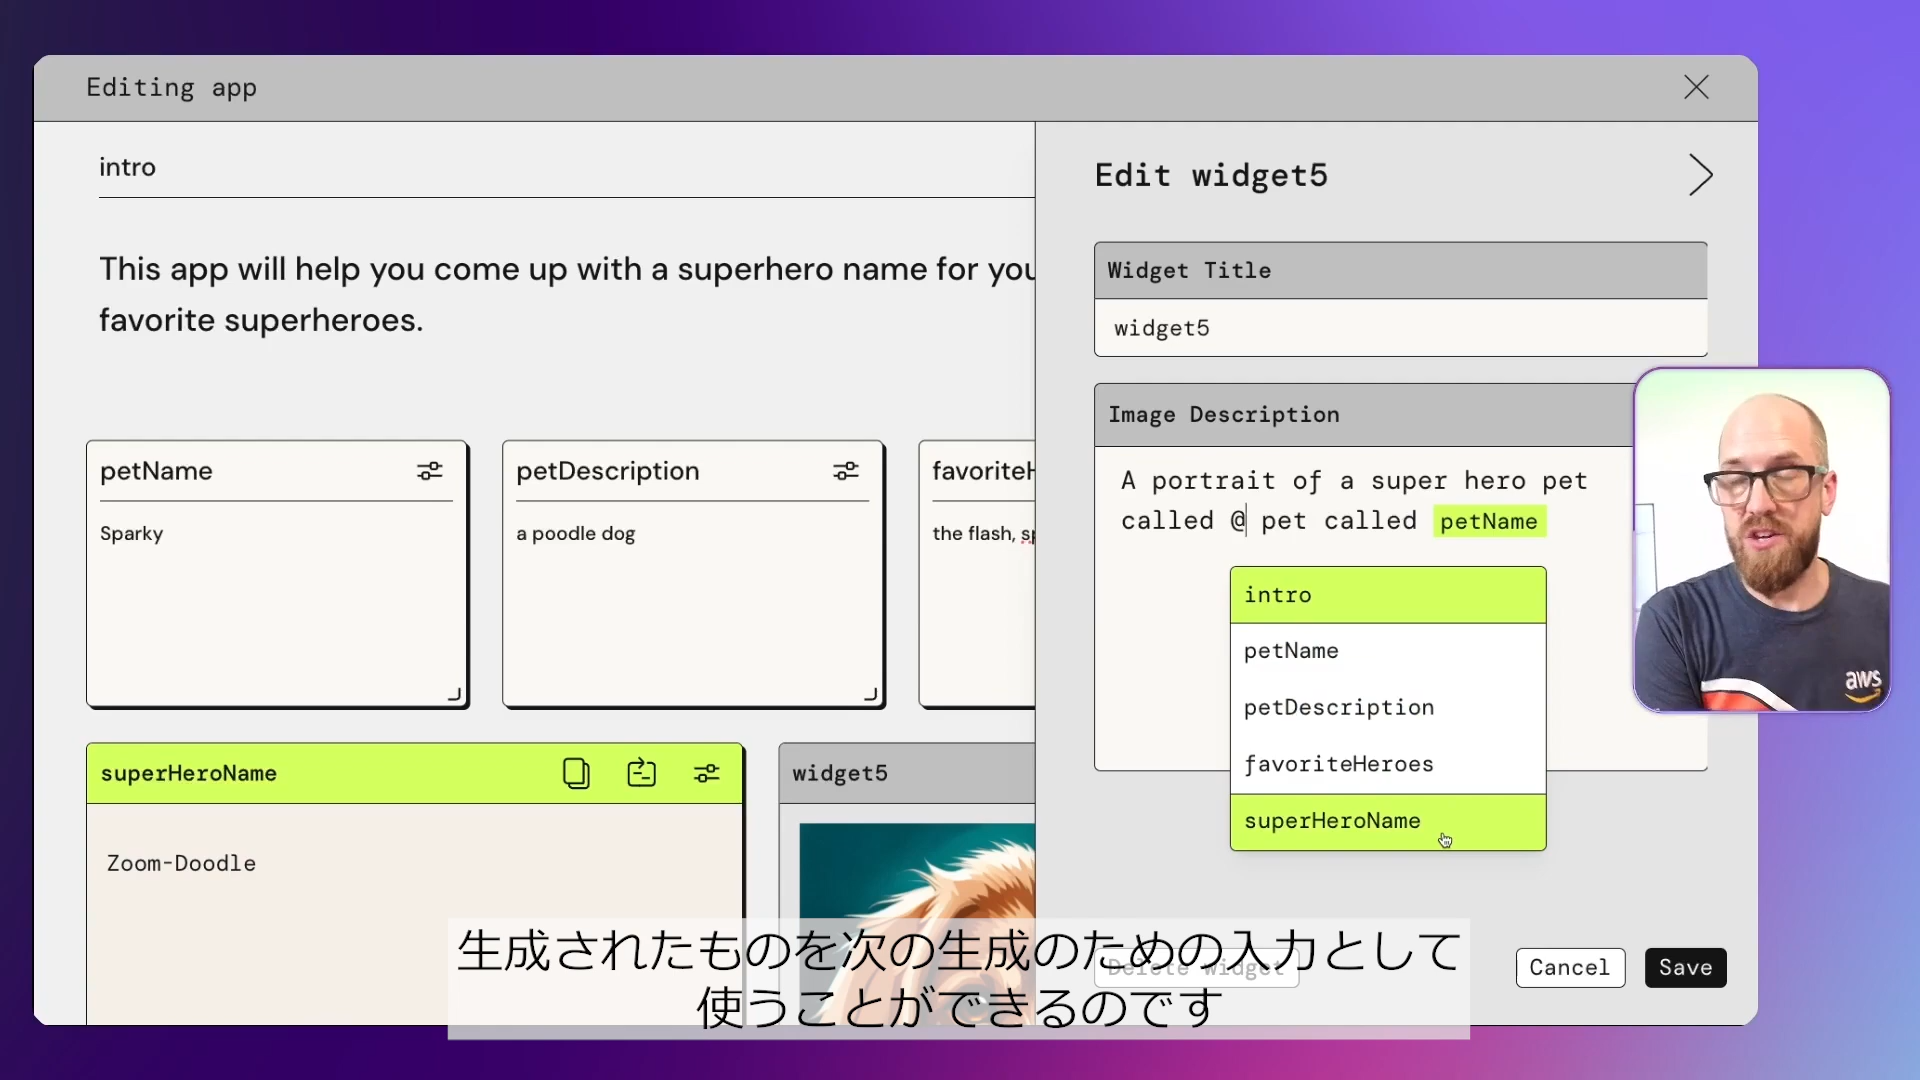 Editing app
intro
This app will help you come up with a superhero name for you
favorite superheroes.
petName
Sparky
petDescription
a poodle dog
favoriteH
the flash, sp
superHeroName
Zoom-Doodle
widget5
Edit widget5
Widget Title
widget5
Image Description
A portrait of a super hero pet
called @ pet called petName
intro
petName
petDescription
favoriteHeroes
superHeroName
Delete widget
Cancel
Save
aws
生成されたものを次の生成のための入力として
使うことができるのです